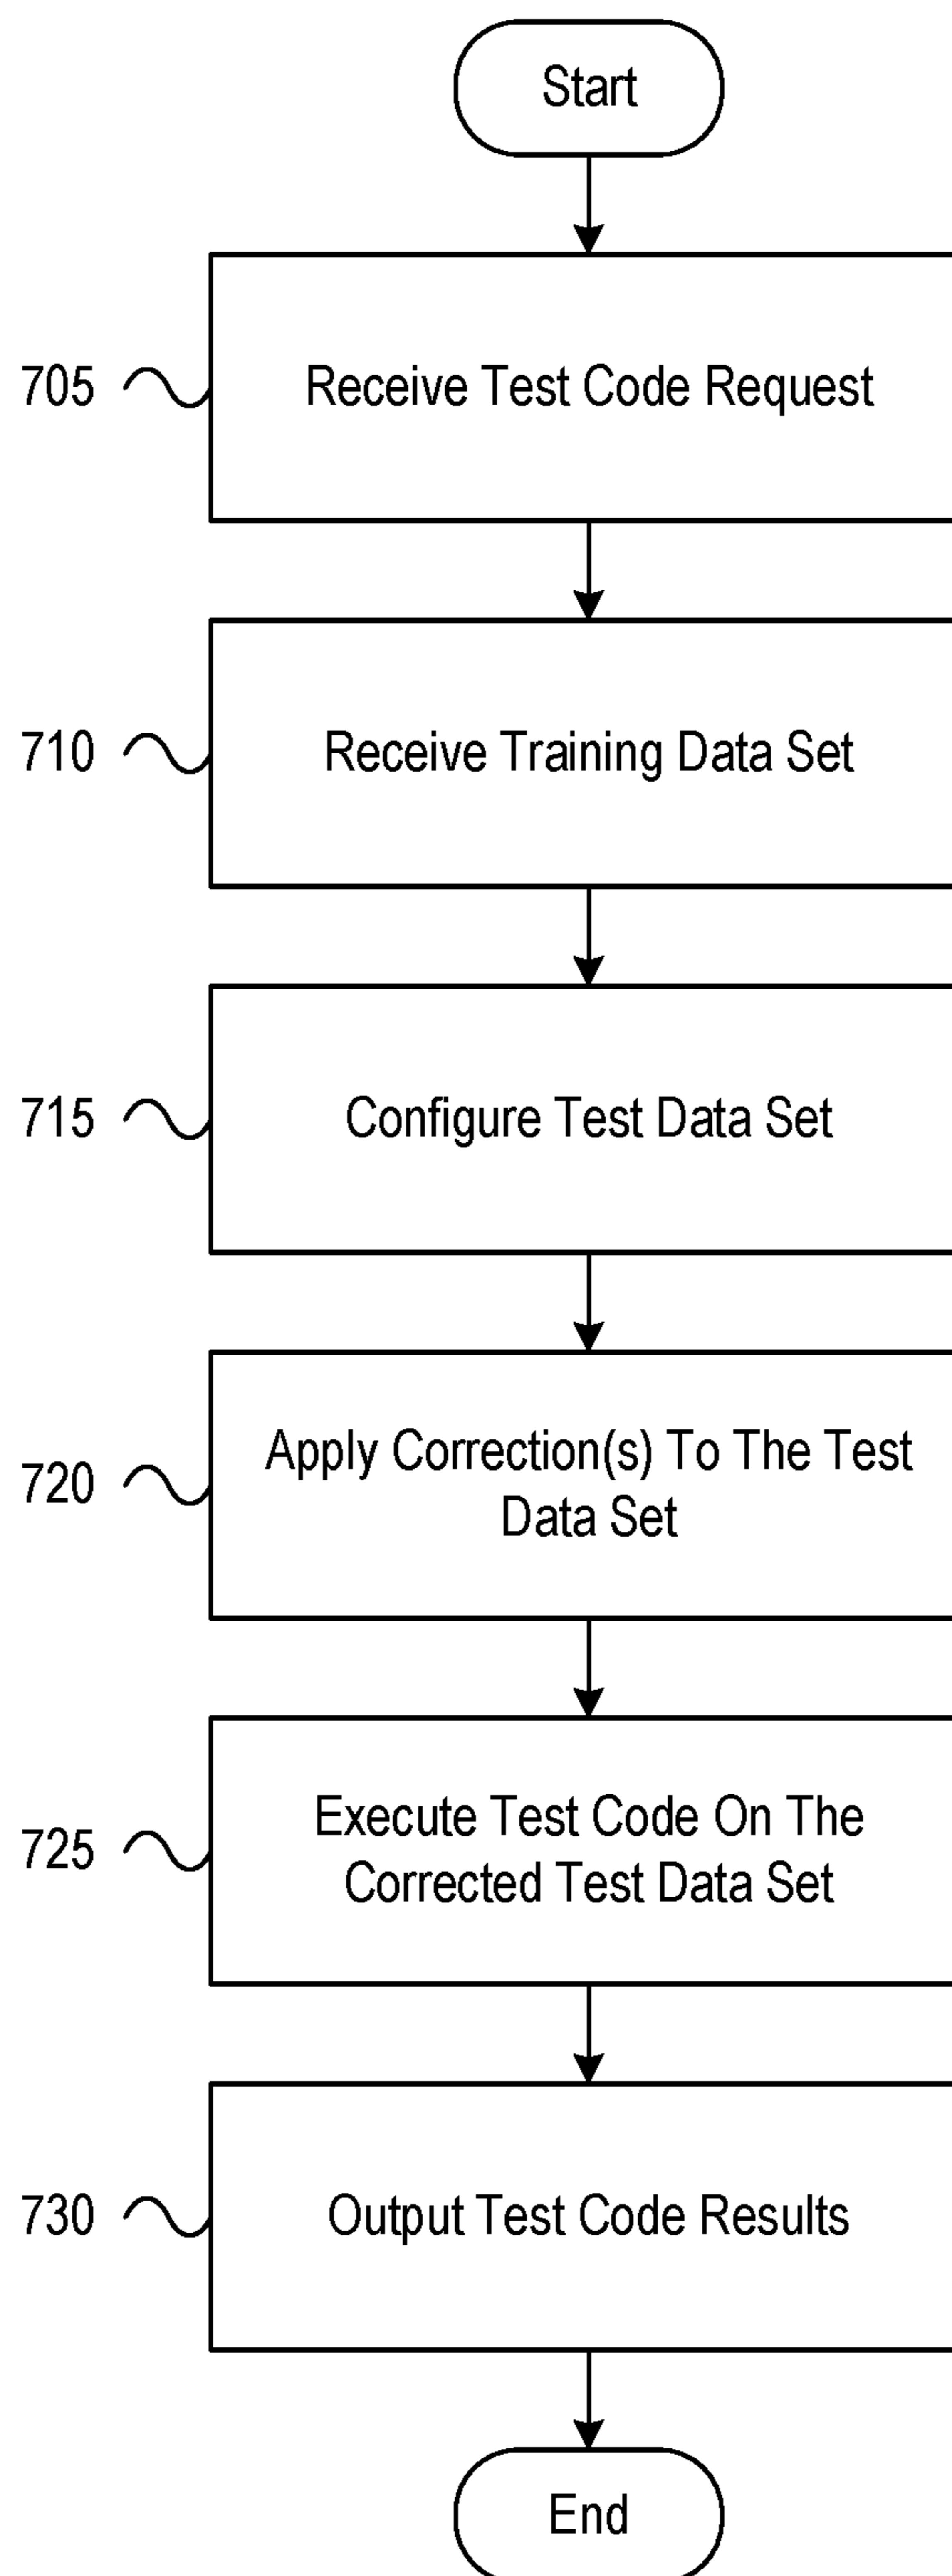 Start
705
Receive Test Code Request
710
Receive Training Data Set
715
Configure Test Data Set
720
Apply Correction(s) To The Test
Data Set
725
Execute Test Code On The
Corrected Test Data Set
730
Output Test Code Results
End